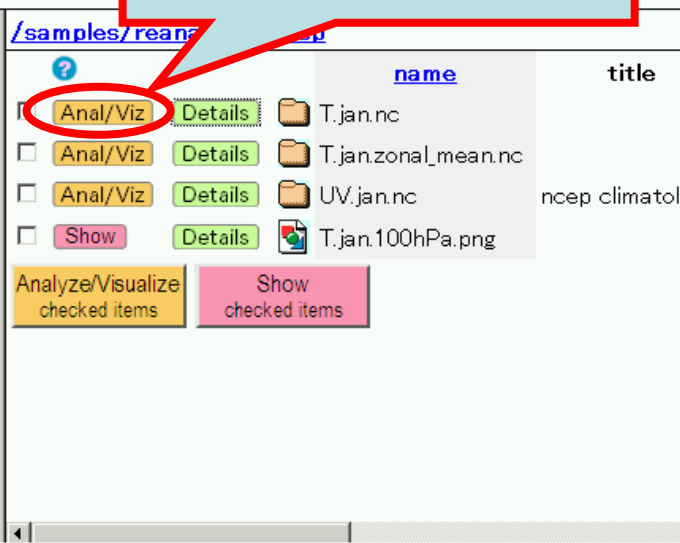 /samples/reana
?
name title
Anal/Viz Details T.jan.nc
Anal/Viz Details T.jan.zonal_mean.nc
Anal/Viz Details UV.jan.nc ncep climatol
Show Details T.jan.100hPa.png
Analyze/Visualize
checked items
Show
checked items